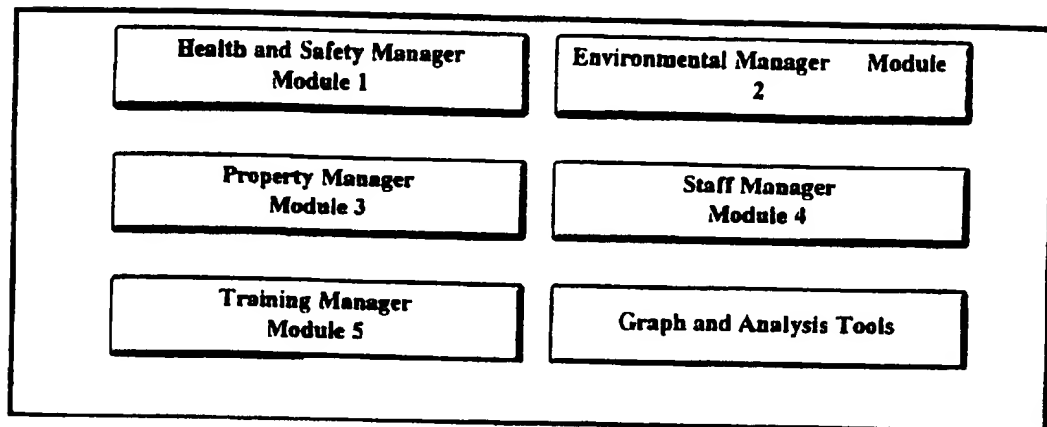 Health and Safety Manager
Module 1
Environmental Manager Module
2
Property Manager
Module 3
Staff Manager
Module 4
Training Manager
Module 5
Graph and Analysis Tools